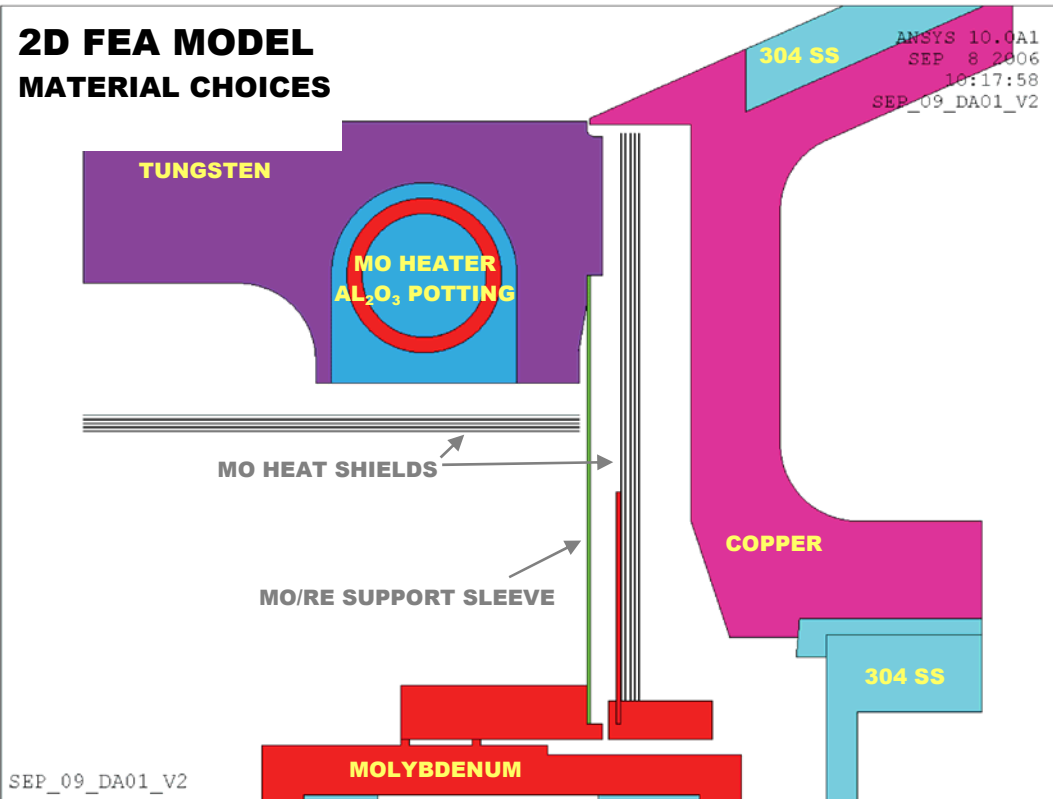 2D FEA MODEL
MATERIAL CHOICES
304 SS
ANSYS 10.0A1
SEP 8 2006
10:17:58
SEP_09_DA01_V2
TUNGSTEN
MO HEATER
AL₂O₃ POTTING
MO HEAT SHIELDS
COPPER
MO/RE SUPPORT SLEEVE
304 SS
MOLYBDENUM
SEP_09_DA01_V2